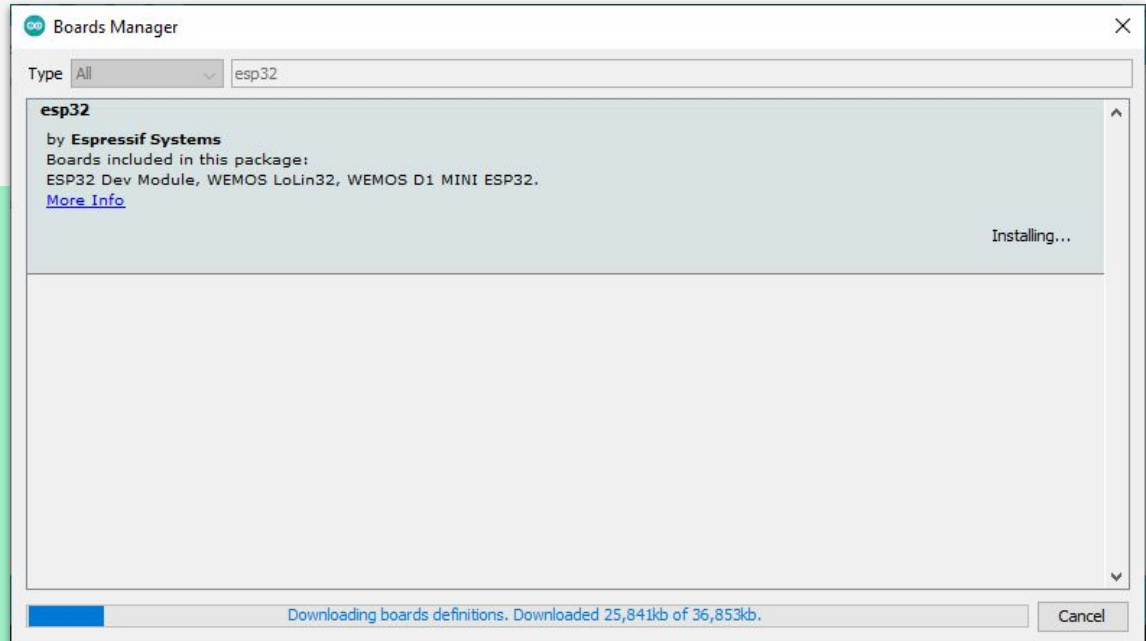 Boards Manager
Type All esp32
esp32
by Espressif Systems
Boards included in this package:
ESP32 Dev Module, WEMOS LoLin32, WEMOS D1 MINI ESP32.
More Info
Installing...
Downloading boards definitions. Downloaded 25,841kb of 36,853kb.
Cancel